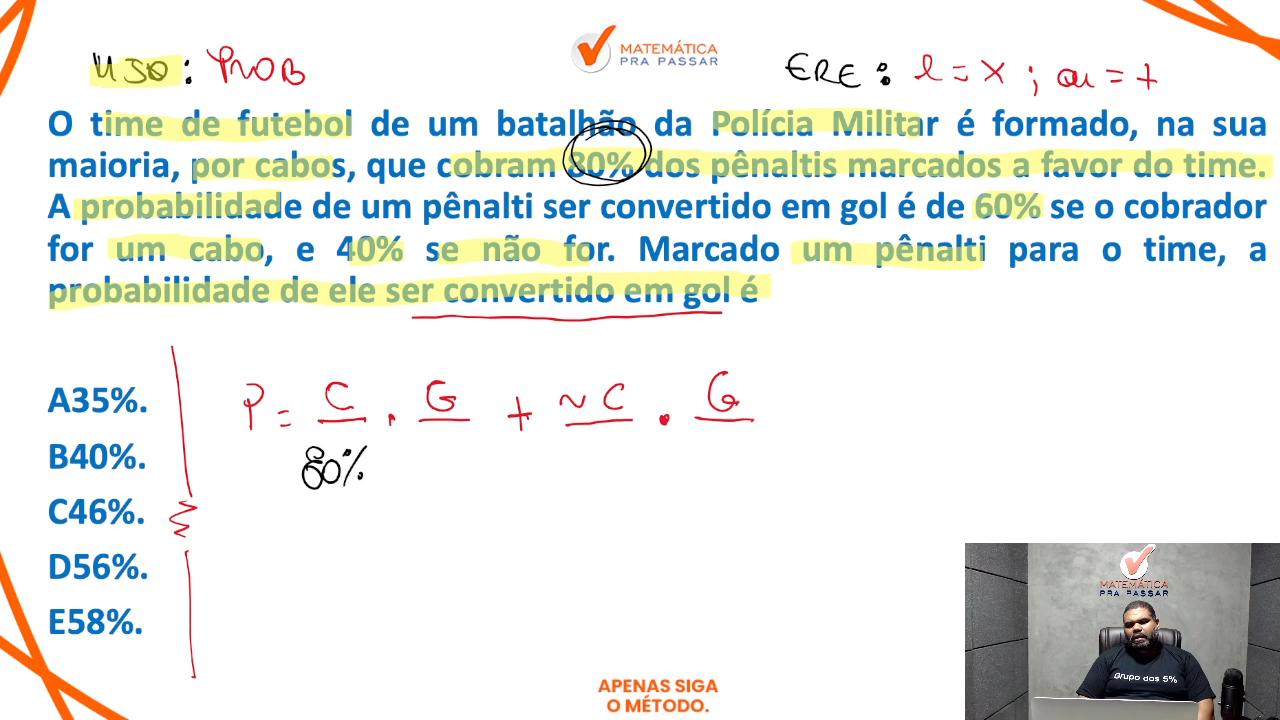 USO : PROB
MATEMÁTICA
PRA PASSAR
ERE : e = x ; ou = +
O time de futebol de um batalhão da Polícia Militar é formado, na sua
maioria, por cabos, que cobram 80% dos pênaltis marcados a favor do time.
A probabilidade de um pênalti ser convertido em gol é de 60% se o cobrador
for um cabo, e 40% se não for. Marcado um pênalti para o time, a
probabilidade de ele ser convertido em gol é
A35%.
B40%.
C46%.
D56%.
E58%.
P = C . G + ~C . G
80%
MATEMÁTICA
PRA PASSAR
Grupo dos 5%
APENAS SIGA
O MÉTODO.